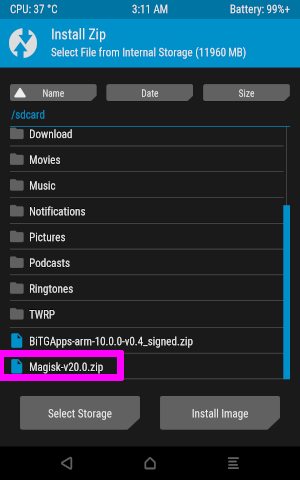 CPU: 37 °C 3:11 AM Battery: 99%+
Install Zip
Select File from Internal Storage (11960 MB)
Name Date Size
/sdcard
Download
Movies
Music
Notifications
Pictures
Podcasts
Ringtones
TWRP
BiTGApps-arm-10.0.0-v0.4_signed.zip
Magisk-v20.0.zip
Select Storage Install Image